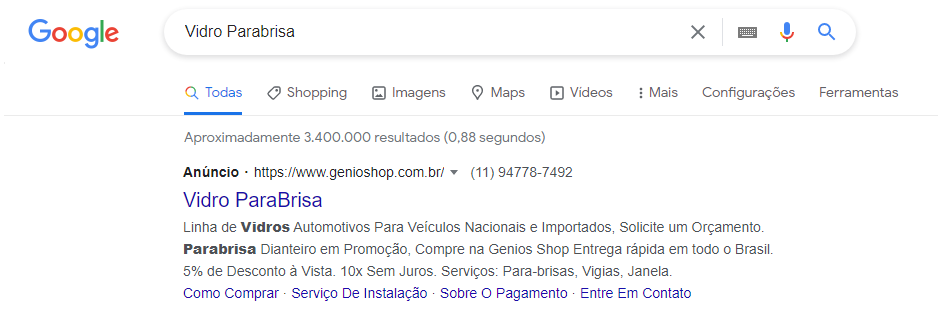 Google
Vidro Parabrisa
Todas Shopping Imagens Maps Vídeos Mais Configurações Ferramentas
Aproximadamente 3.400.000 resultados (0,88 segundos)
Anúncio · https://www.genioshop.com.br/ (11) 94778-7492
Vidro ParaBrisa
Linha de Vidros Automotivos Para Veículos Nacionais e Importados, Solicite um Orçamento.
Parabrisa Dianteiro em Promoção, Compre na Genios Shop Entrega rápida em todo o Brasil.
5% de Desconto à Vista. 10x Sem Juros. Serviços: Para-brisas, Vigias, Janela.
Como Comprar · Serviço De Instalação · Sobre O Pagamento · Entre Em Contato